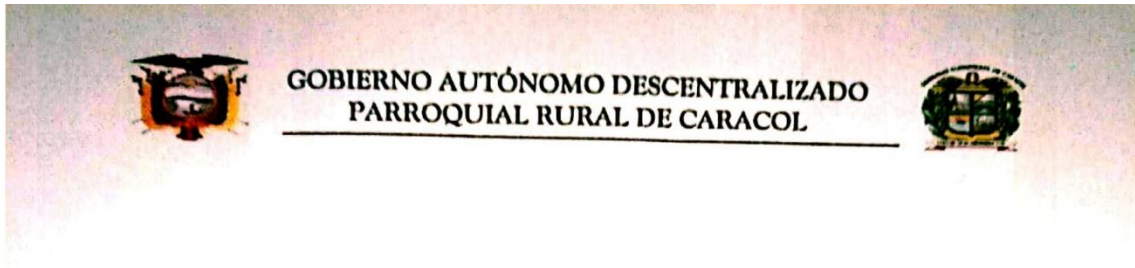 GOBIERNO AUTÓNOMO DESCENTRALIZADO
PARROQUIAL RURAL DE CARACOL